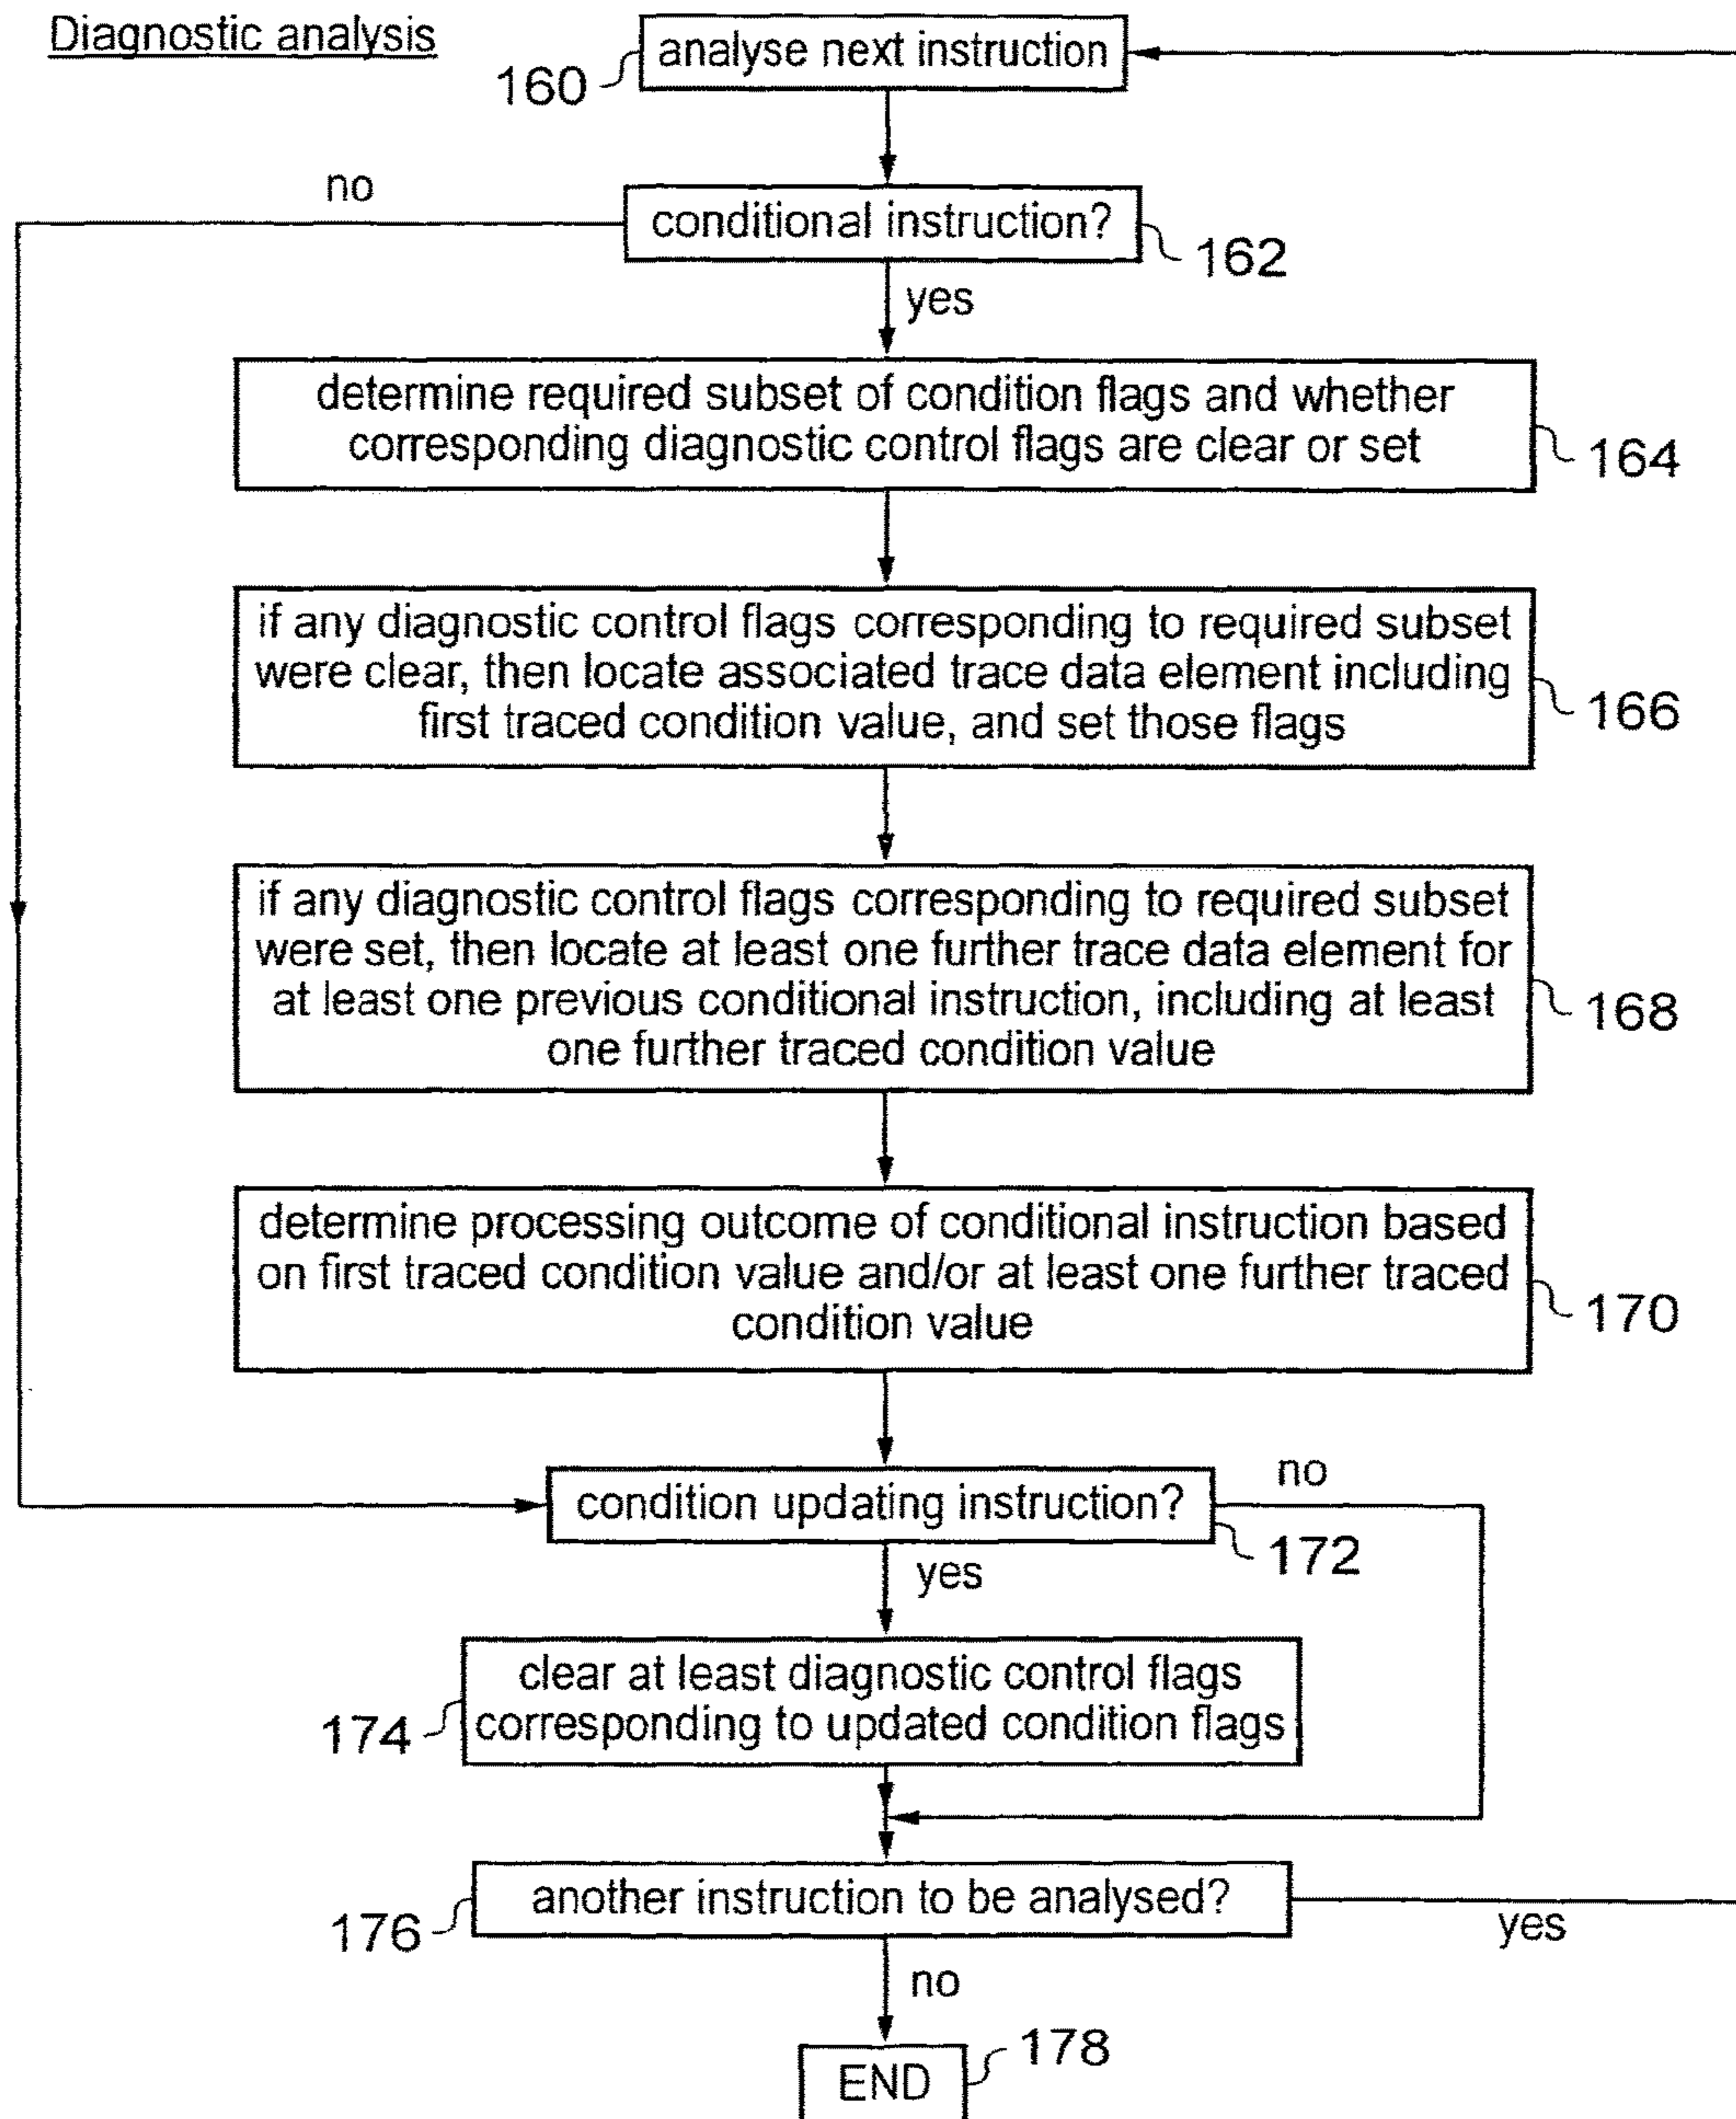 Diagnostic analysis
analyse next instruction
160
no
conditional instruction?
162
yes
determine required subset of condition flags and whether
corresponding diagnostic control flags are clear or set
164
if any diagnostic control flags corresponding to required subset
were clear, then locate associated trace data element including
first traced condition value, and set those flags
166
if any diagnostic control flags corresponding to required subset
were set, then locate at least one further trace data element for
at least one previous conditional instruction, including at least
one further traced condition value
168
determine processing outcome of conditional instruction based
on first traced condition value and/or at least one further traced
condition value
170
condition updating instruction?
no
172
yes
clear at least diagnostic control flags
corresponding to updated condition flags
174
another instruction to be analysed?
176
yes
no
END
178